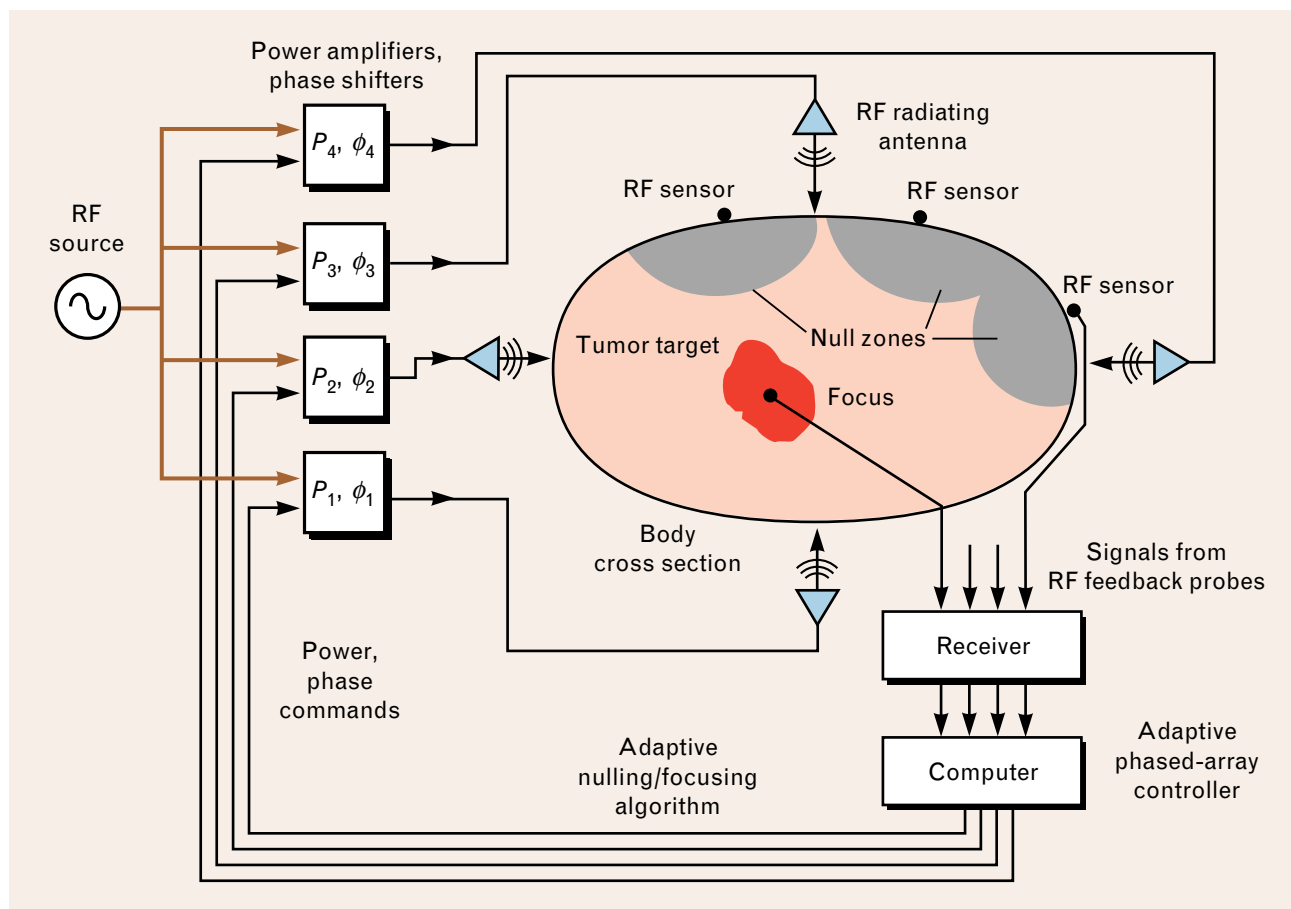 Power amplifiers,
phase shifters
RF radiating
antenna
P4, ϕ4
RF sensor
RF sensor
RF
source
P3, ϕ3
RF sensor
Null zones
Tumor target
P2, ϕ2
Focus
P1, ϕ1
Body
cross section
Signals from
RF feedback probes
Receiver
Power,
phase
commands
Adaptive
nulling/focusing
algorithm
Computer
Adaptive
phased-array
controller